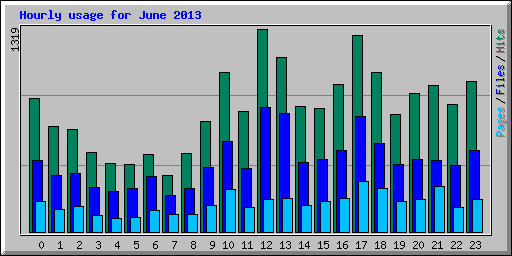 Hourly usage for June 2013
1319
Pages/Files/Hits
0 1 2 3 4 5 6 7 8 9 10 11 12 13 14 15 16 17 18 19 20 21 22 23